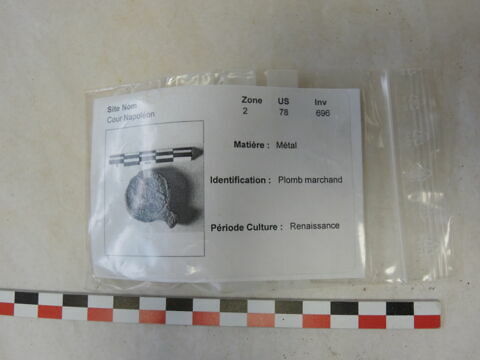 Site Nom
Cour Napoléon
Zone US Inv
2 78 696
Matière : Métal
Identification : Plomb marchand
Période Culture : Renaissance